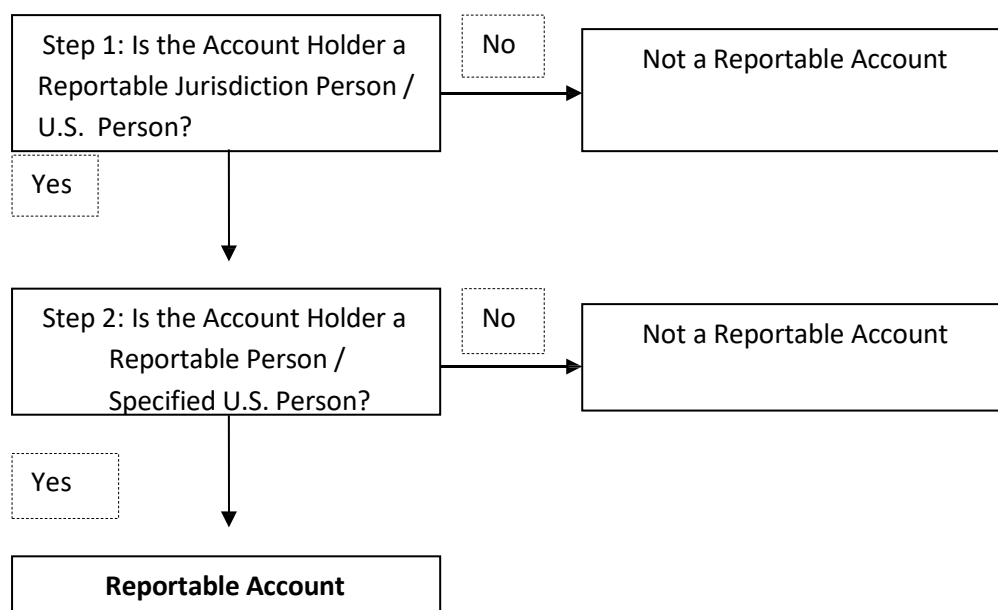 Step 1: Is the Account Holder a
Reportable Jurisdiction Person /
U.S. Person?
No
Not a Reportable Account
Yes
Step 2: Is the Account Holder a
Reportable Person /
Specified U.S. Person?
No
Not a Reportable Account
Yes
Reportable Account